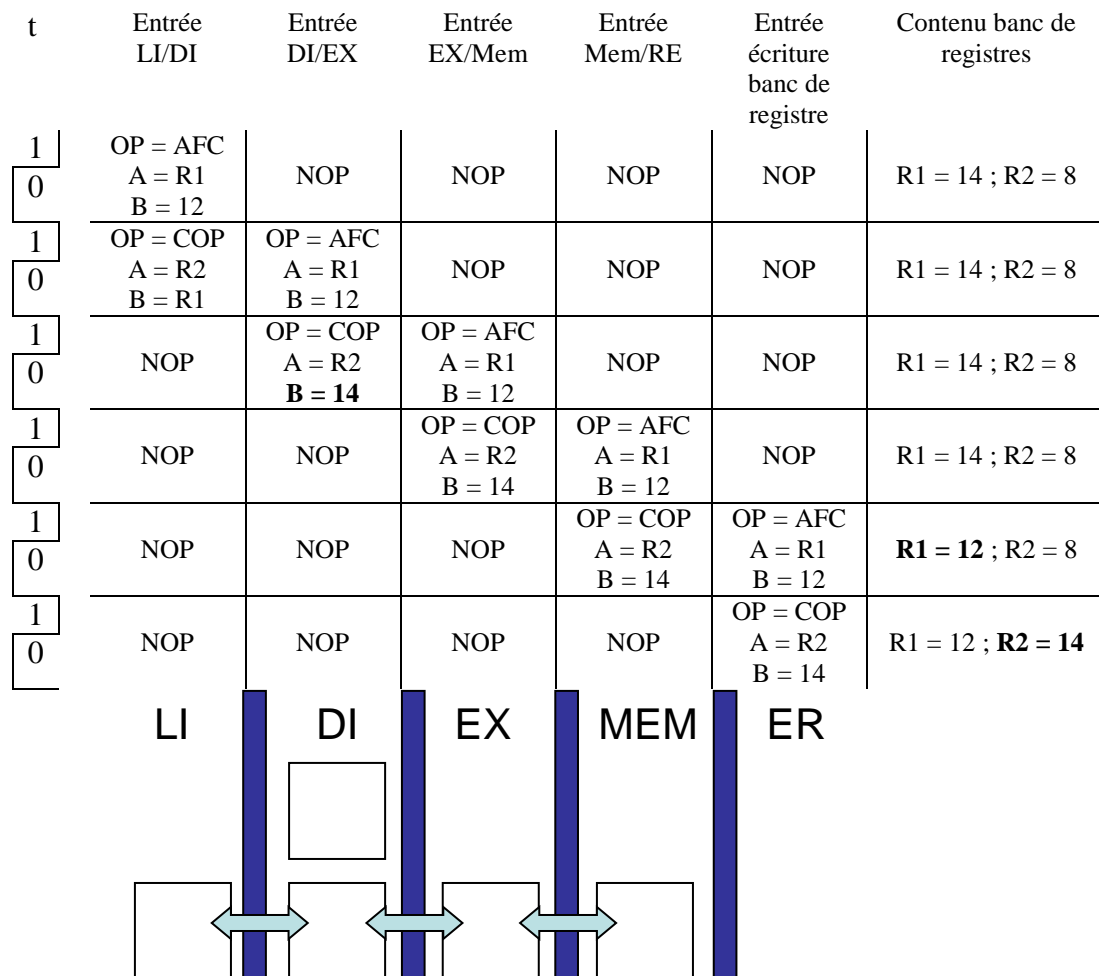 t Entrée Entrée Entrée Entrée Entrée Contenu banc de
LI/DI DI/EX EX/Mem Mem/RE écriture registres
banc de
registre
1 OP = AFC
0 A = R1 NOP NOP NOP NOP R1 = 14 ; R2 = 8
B = 12
1 OP = COP OP = AFC
0 A = R2 A = R1 NOP NOP NOP R1 = 14 ; R2 = 8
B = R1 B = 12
1 OP = COP OP = AFC
0 NOP A = R2 A = R1 NOP NOP R1 = 14 ; R2 = 8
B = 14 B = 12
1 OP = COP OP = AFC
0 NOP NOP A = R2 A = R1 NOP R1 = 14 ; R2 = 8
B = 14 B = 12
1 OP = COP OP = AFC
0 NOP NOP NOP A = R2 A = R1 R1 = 12 ; R2 = 8
B = 14 B = 12
1 OP = COP
0 NOP NOP NOP NOP A = R2 R1 = 12 ; R2 = 14
B = 14
LI DI EX MEM ER